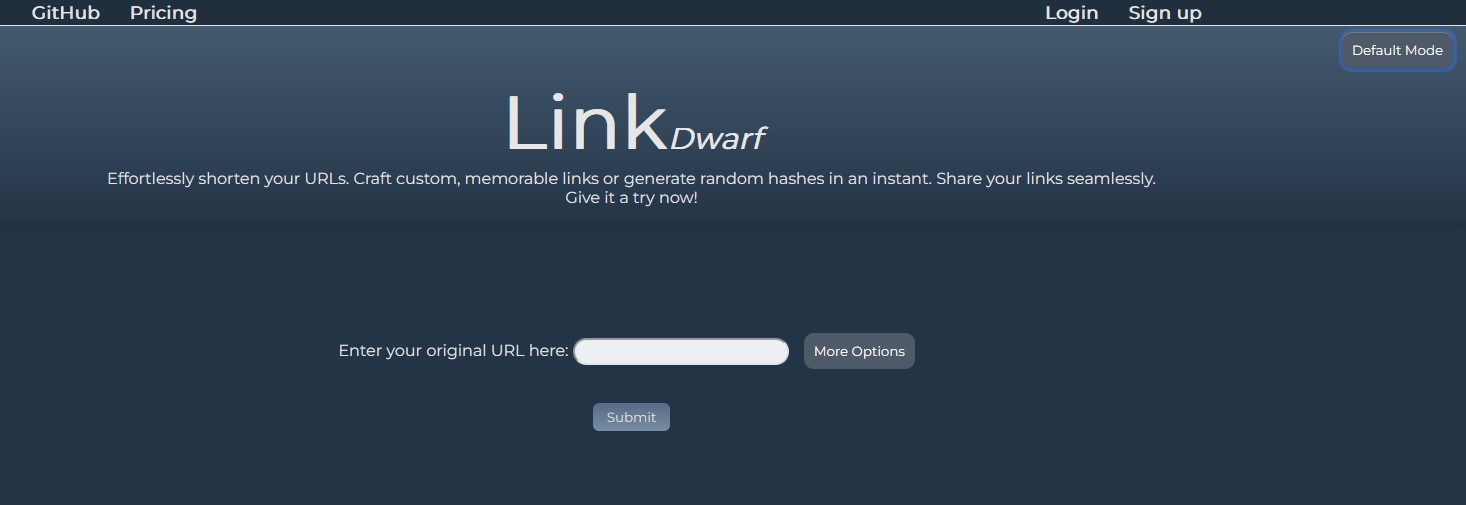 GitHub Pricing Login Sign up
Default Mode
LinkDwarf
Effortlessly shorten your URLs. Craft custom, memorable links or generate random hashes in an instant. Share your links seamlessly.
Give it a try now!
Enter your original URL here: More Options
Submit